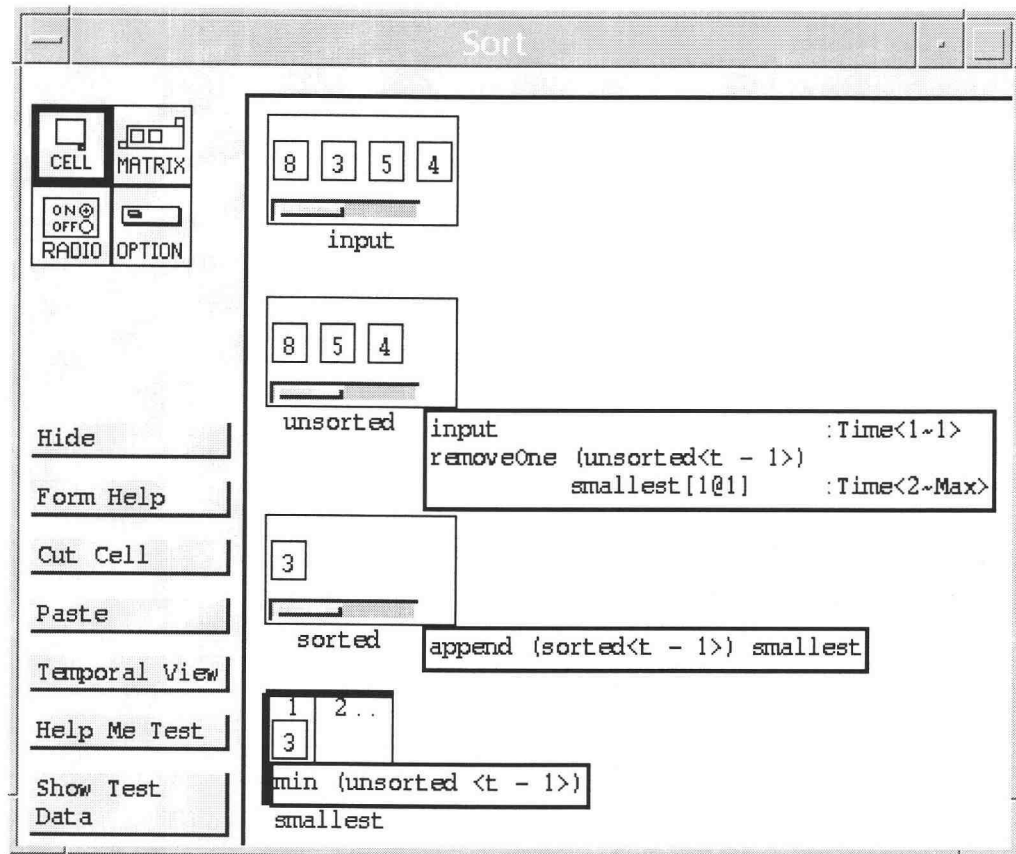 Sort
CELL
MATRIX
ON
OFF
RADIO
OPTION
8 3 5 4
input
8 5 4
unsorted
input :Time<1~1>
removeOne (unsorted<t - 1>)
smallest[1@1] :Time<2~Max>
3
sorted
append (sorted<t - 1>) smallest
1 2..
3
min (unsorted <t - 1>)
smallest
Hide
Form Help
Cut Cell
Paste
Temporal View
Help Me Test
Show Test
Data